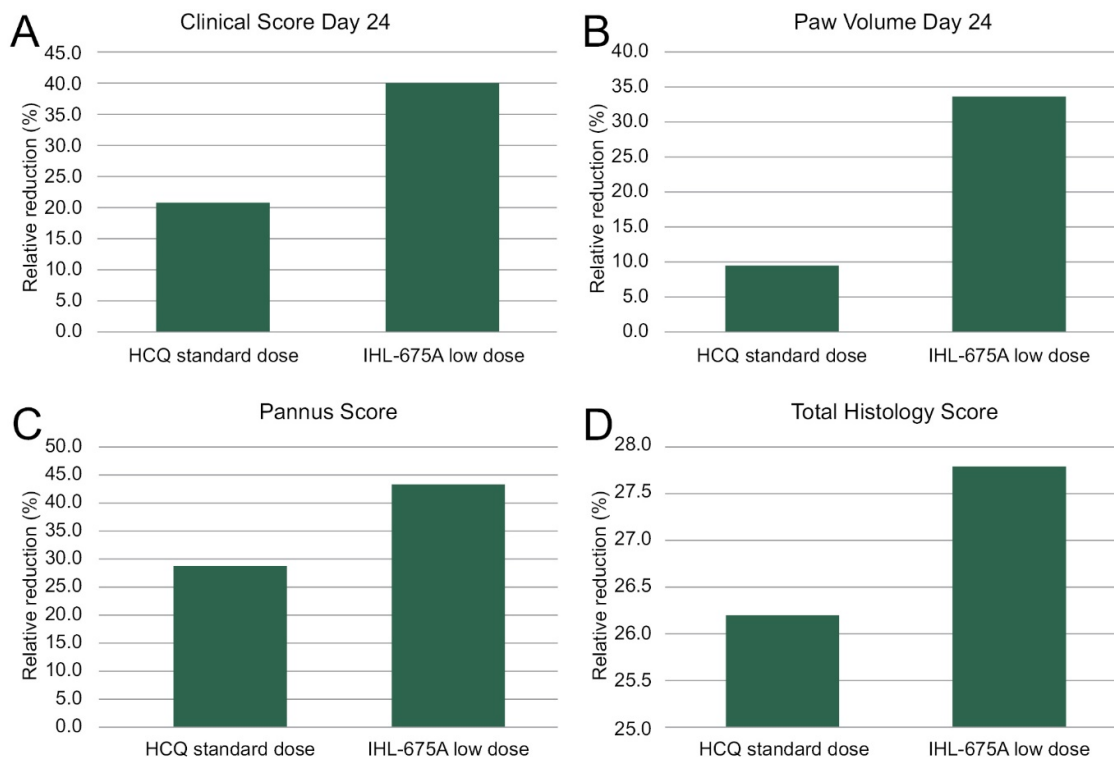 A
Clinical Score Day 24
Relative reduction (%)
45.0
40.0
35.0
30.0
25.0
20.0
15.0
10.0
5.0
0.0
HCQ standard dose
IHL-675A low dose
B
Paw Volume Day 24
Relative reduction (%)
40.0
35.0
30.0
25.0
20.0
15.0
10.0
5.0
0.0
HCQ standard dose
IHL-675A low dose
C
Pannus Score
Relative reduction (%)
50.0
45.0
40.0
35.0
30.0
25.0
20.0
15.0
10.0
5.0
0.0
HCQ standard dose
IHL-675A low dose
D
Total Histology Score
Relative reduction (%)
28.0
27.5
27.0
26.5
26.0
25.5
25.0
HCQ standard dose
IHL-675A low dose